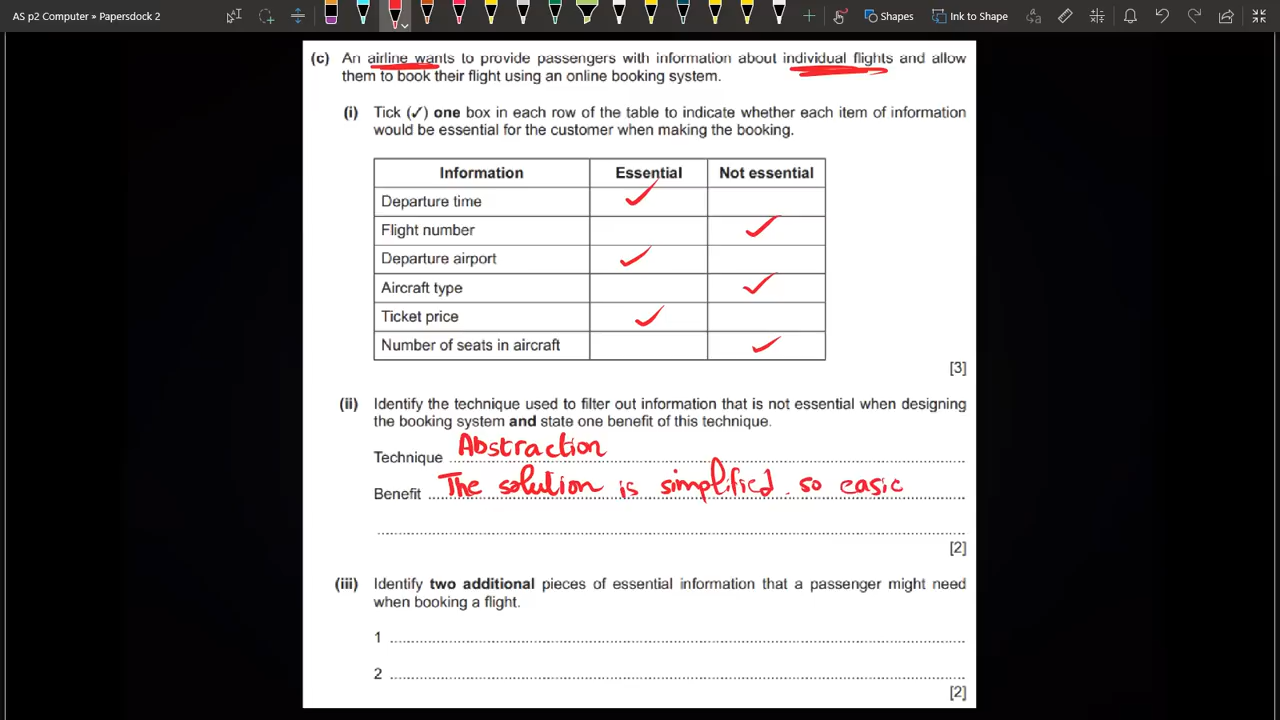 AS p2 Computer » Papersdock 2
Shapes
Ink to Shape
(c) An airline wants to provide passengers with information about individual flights and allow
them to book their flight using an online booking system.
(i) Tick (✓) one box in each row of the table to indicate whether each item of information
would be essential for the customer when making the booking.
Information Essential Not essential
Departure time ✓
Flight number ✓
Departure airport ✓
Aircraft type ✓
Ticket price ✓
Number of seats in aircraft ✓
[3]
(ii) Identify the technique used to filter out information that is not essential when designing
the booking system and state one benefit of this technique.
Technique Abstraction
Benefit The solution is simplified so easie
[2]
(iii) Identify two additional pieces of essential information that a passenger might need
when booking a flight.
1
2
[2]